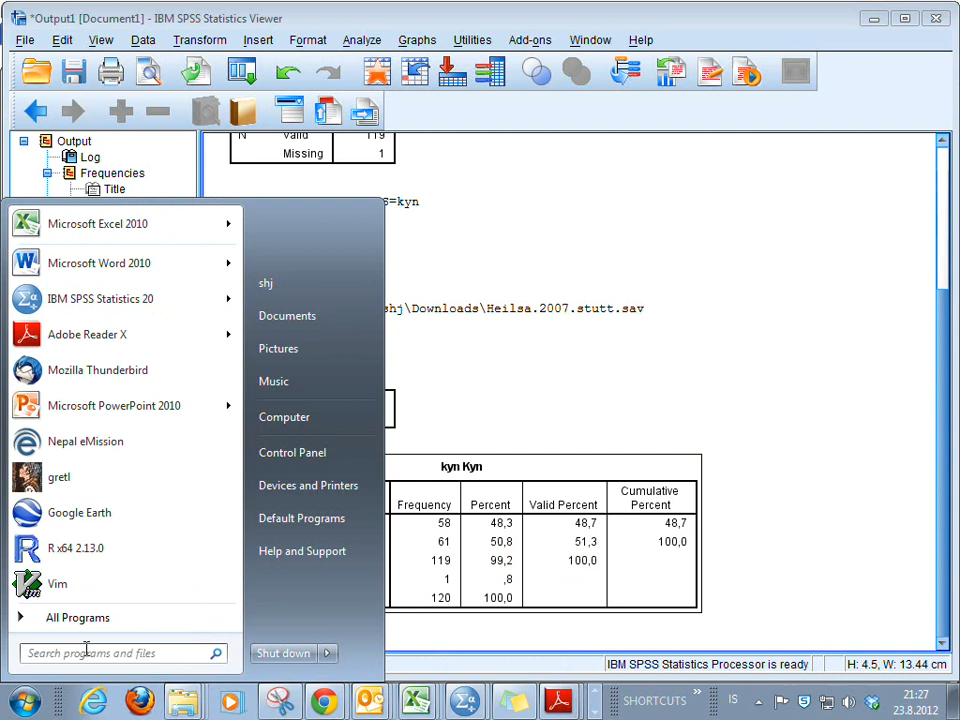 *Output1 [Document1] - IBM SPSS Statistics Viewer
File Edit View Data Transform Insert Format Analyze Graphs Utilities Add-ons Window Help
Output
Log
Frequencies
Title
N Valid 119
Missing 1
S=kyn
shj\Downloads\Heilsa.2007.stutt.sav
kyn Kyn
Frequency Percent Valid Percent Cumulative Percent
58 48,3 48,7 48,7
61 50,8 51,3 100,0
119 99,2 100,0
1 ,8
120 100,0
Microsoft Excel 2010
Microsoft Word 2010
IBM SPSS Statistics 20
Adobe Reader X
Mozilla Thunderbird
Microsoft PowerPoint 2010
Nepal eMission
gretl
Google Earth
R x64 2.13.0
Vim
All Programs
Search programs and files
shj
Documents
Pictures
Music
Computer
Control Panel
Devices and Printers
Default Programs
Help and Support
Shut down
IBM SPSS Statistics Processor is ready
H: 4.5, W: 13.44 cm
SHORTCUTS »
IS
21:27
23.8.2012